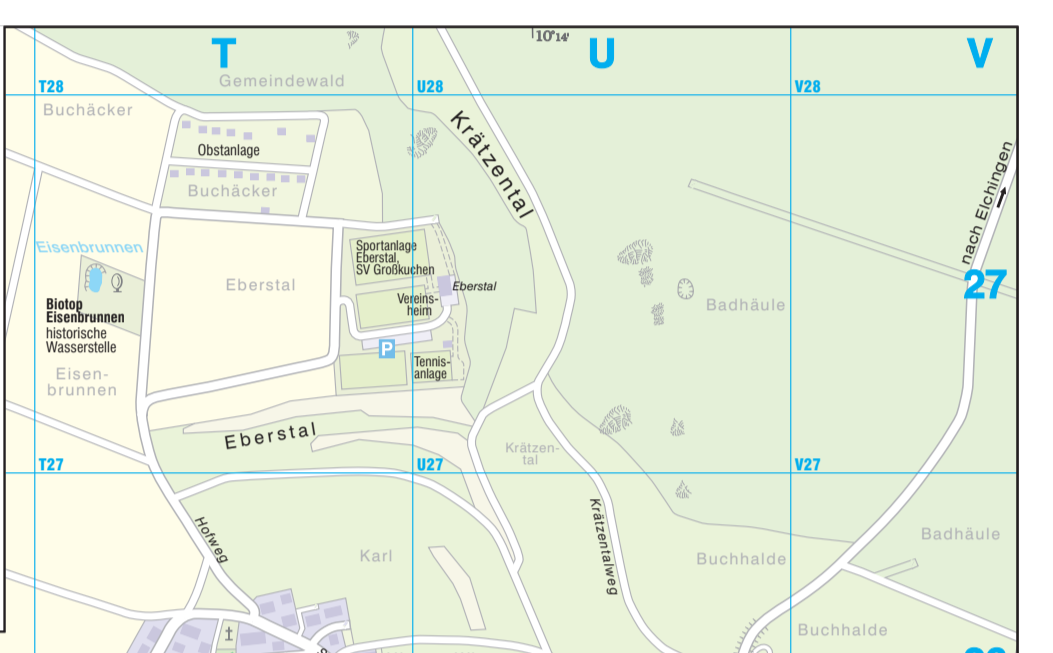 10°14'
T
U
V
Gemeindewald
T28
U28
V28
Buchäcker
Krätzental
Obstanlage
nach Elchingen
Buchäcker
Eisenbrunnen
Sportanlage
Eberstal,
SV Großkuchen
Eberstal
Eberstal
27
Vereins-
heim
Badhäule
Biotop
Eisenbrunnen
historische
Wasserstelle
P
Tennis-
anlage
Eisen-
brunnen
Eberstal
Krätzen-
tal
T27
U27
V27
Hofweg
Krätzentalweg
Badhäule
Karl
Buchhalde
Buchhalde